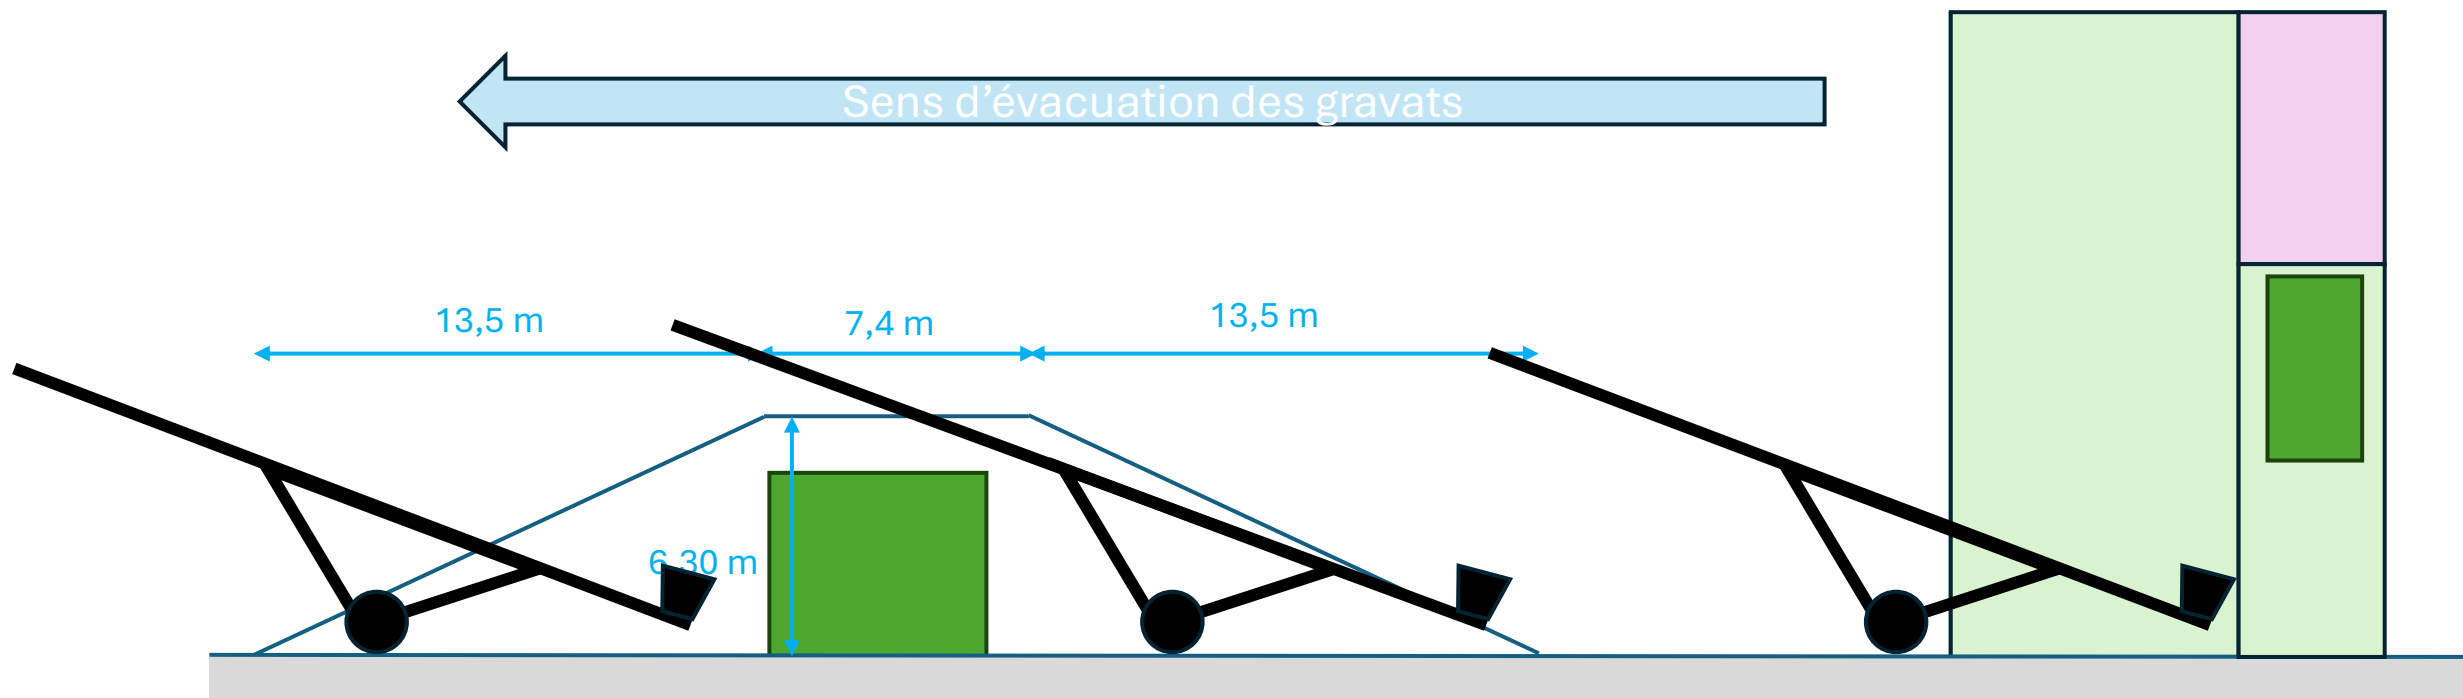 Sens d’évacuation des gravats
13,5 m
7,4 m
13,5 m
6,30 m